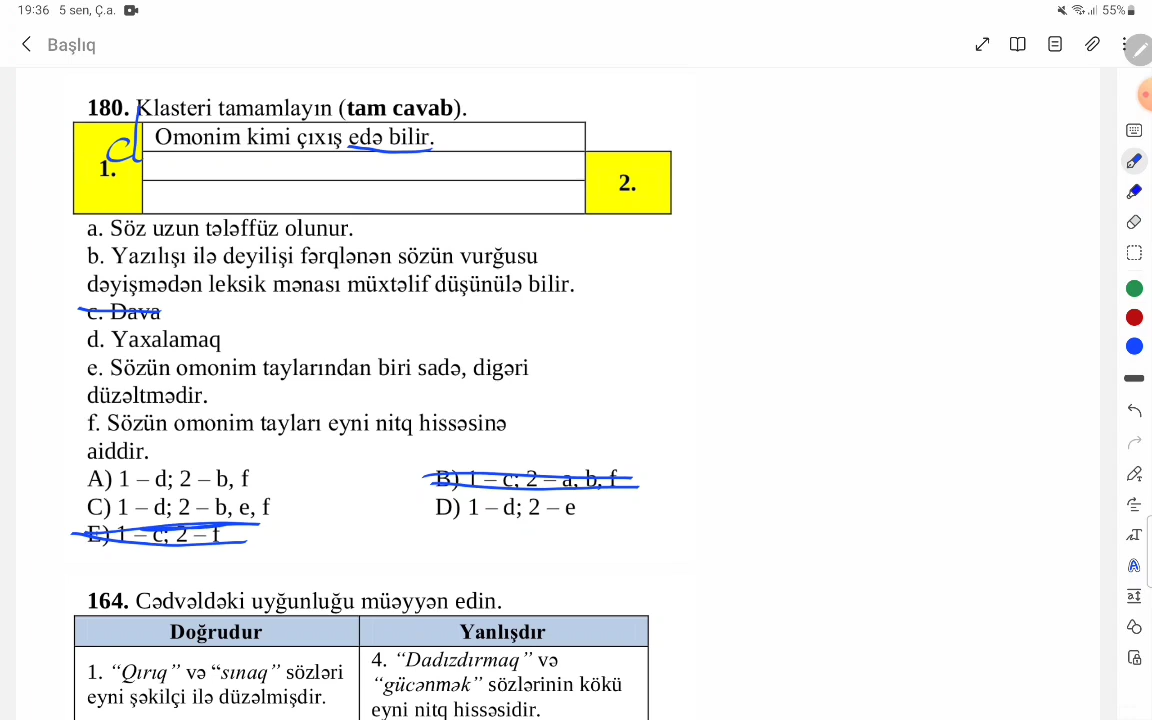 19:36 5 sen, Ç.a. 55%
Başlıq
180. Klasteri tamamlayın (tam cavab).
d
1.
Omonim kimi çıxış edə bilir.
2.
a. Söz uzun tələffüz olunur.
b. Yazılışı ilə deyilişi fərqlənən sözün vurğusu
dəyişmədən leksik mənası müxtəlif düşünülə bilir.
c. Dava
d. Yaxalamaq
e. Sözün omonim taylarından biri sadə, digəri
düzəltmədir.
f. Sözün omonim tayları eyni nitq hissəsinə
aiddir.
A) 1 – d; 2 – b, f
B) 1 – c; 2 – a, b, f
C) 1 – d; 2 – b, e, f
D) 1 – d; 2 – e
E) 1 – c; 2 – f
164. Cədvəldəki uyğunluğu müəyyən edin.
Doğrudur
Yanlışdır
1. “Qırıq” və “sınaq” sözləri
eyni şəkilçi ilə düzəlmişdir.
4. “Dadızdırmaq” və
“gücənmək” sözlərinin kökü
eyni nitq hissəsidir.